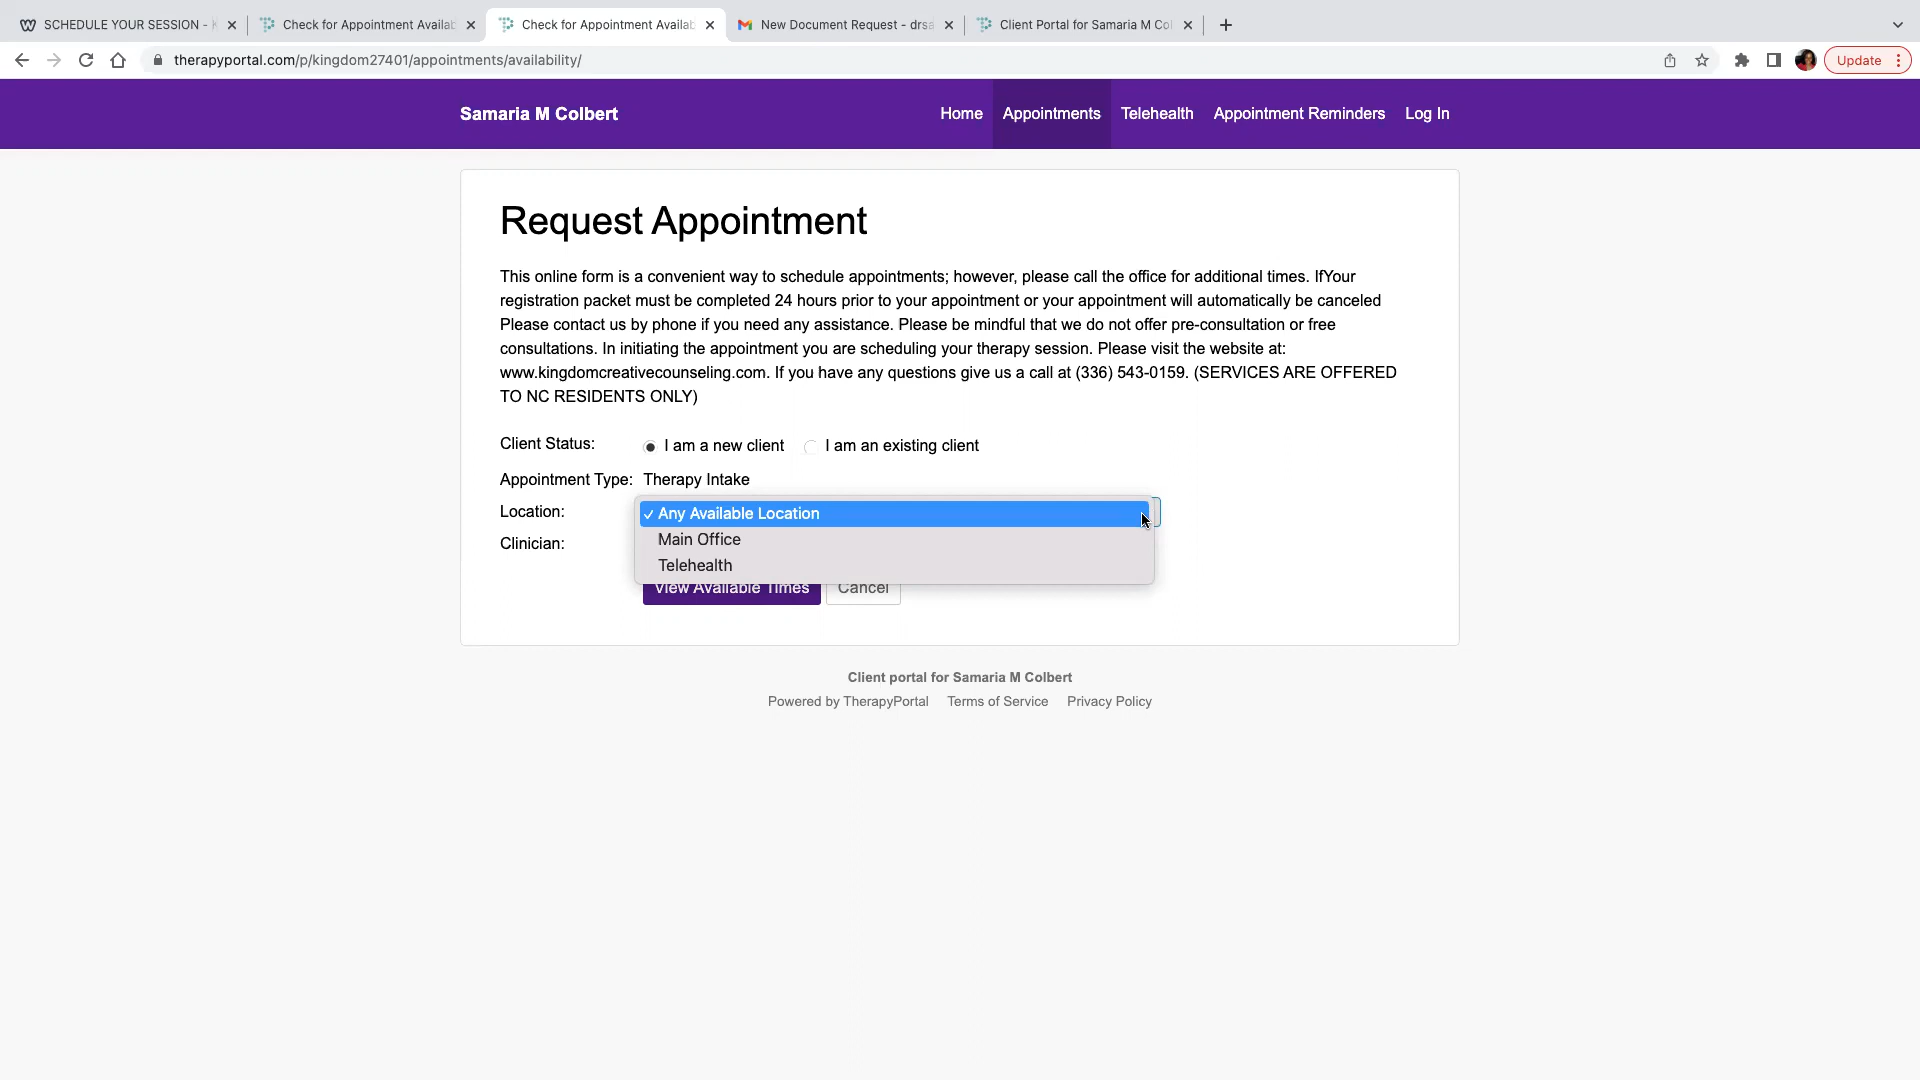 SCHEDULE YOUR SESSION -
Check for Appointment Availab
Check for Appointment Availab
New Document Request - drsa
Client Portal for Samaria M Col
therapyportal.com/p/kingdom27401/appointments/availability/
Update
Samaria M Colbert
Home
Appointments
Telehealth
Appointment Reminders
Log In
Request Appointment
This online form is a convenient way to schedule appointments; however, please call the office for additional times. IfYour
registration packet must be completed 24 hours prior to your appointment or your appointment will automatically be canceled
Please contact us by phone if you need any assistance. Please be mindful that we do not offer pre-consultation or free
consultations. In initiating the appointment you are scheduling your therapy session. Please visit the website at:
www.kingdomcreativecounseling.com. If you have any questions give us a call at (336) 543-0159. (SERVICES ARE OFFERED
TO NC RESIDENTS ONLY)
Client Status: I am a new client I am an existing client
Appointment Type: Therapy Intake
Location: ✓ Any Available Location
Main Office
Clinician:
Telehealth
View Available Times Cancel
Client portal for Samaria M Colbert
Powered by TherapyPortal Terms of Service Privacy Policy